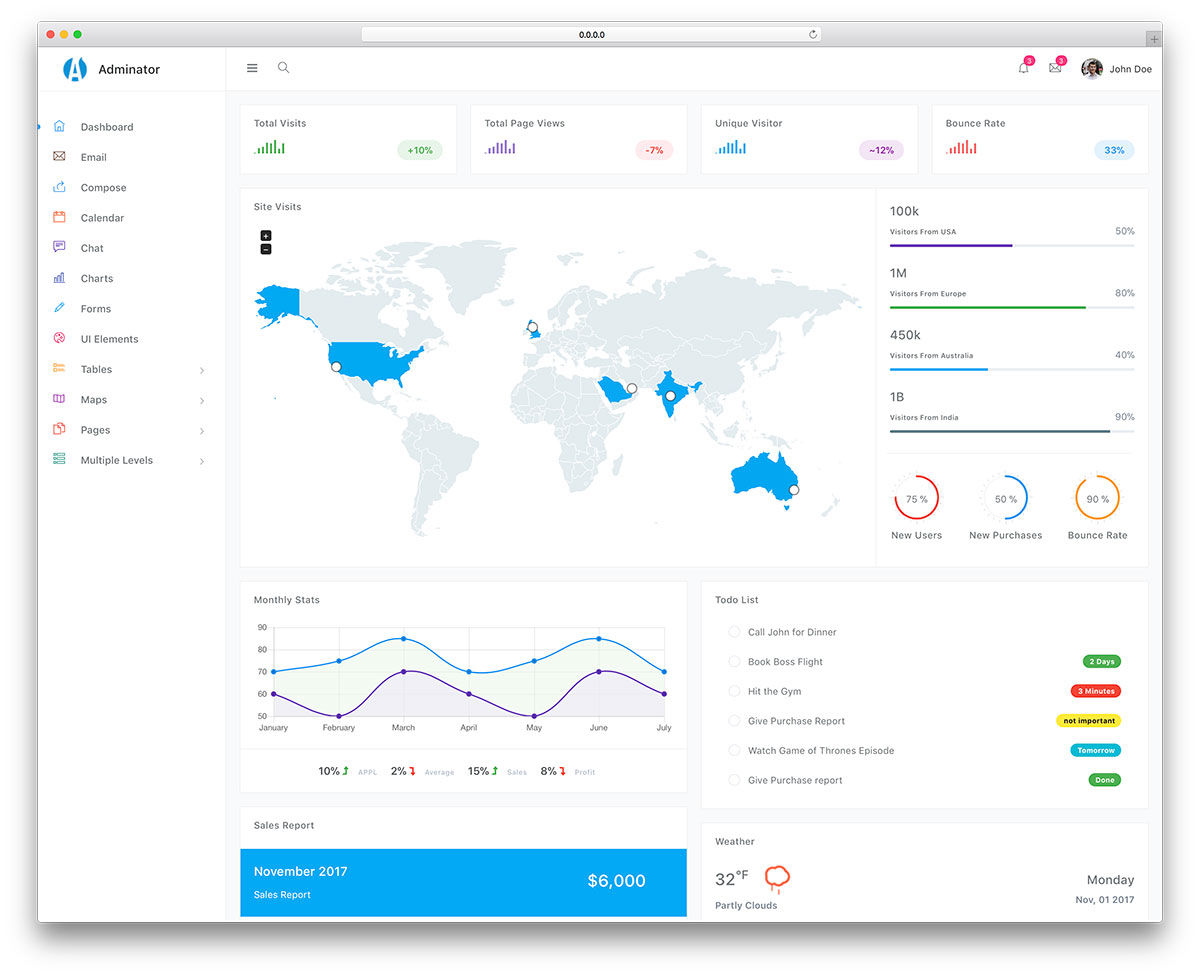 0.0.0.0
Adminator
3
3
John Doe
Dashboard
Email
Compose
Calendar
Chat
Charts
Forms
UI Elements
Tables
Maps
Pages
Multiple Levels
Total Visits
+10%
Total Page Views
-7%
Unique Visitor
~12%
Bounce Rate
33%
Site Visits
+
−
100k
Visitors From USA 50%
1M
Visitors From Europe 80%
450k
Visitors From Australia 40%
1B
Visitors From India 90%
75 %
New Users
50 %
New Purchases
90 %
Bounce Rate
Monthly Stats
90
80
70
60
50
January February March April May June July
10% APPL 2% Average 15% Sales 8% Profit
Todo List
Call John for Dinner
Book Boss Flight 2 Days
Hit the Gym 3 Minutes
Give Purchase Report not important
Watch Game of Thrones Episode Tomorrow
Give Purchase report Done
Sales Report
November 2017
Sales Report
$6,000
Weather
32°F
Partly Clouds
Monday
Nov, 01 2017